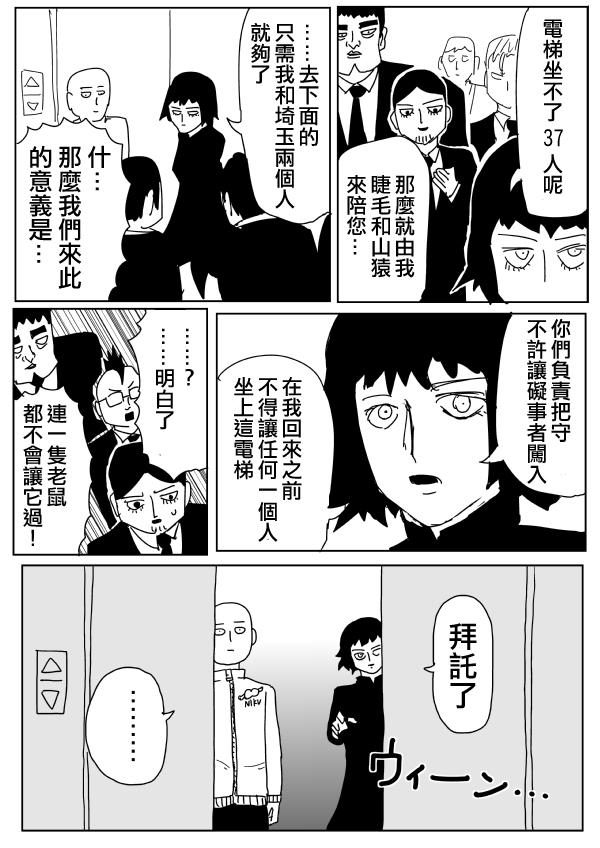 電梯坐不了
37
人呢
那麼就由我
睫毛和山猿
來陪您…
……去下面的
只需我和埼玉兩個人
就夠了
什…
那麼我們來此
的意義是…
你們負責把守
不許讓礙事者闖入
在我回來之前
不得讓任何一個人
坐上這電梯
……？
……明白了
連一隻老鼠
都不會讓它過！
拜託了
………
NIKU
ウィーン…